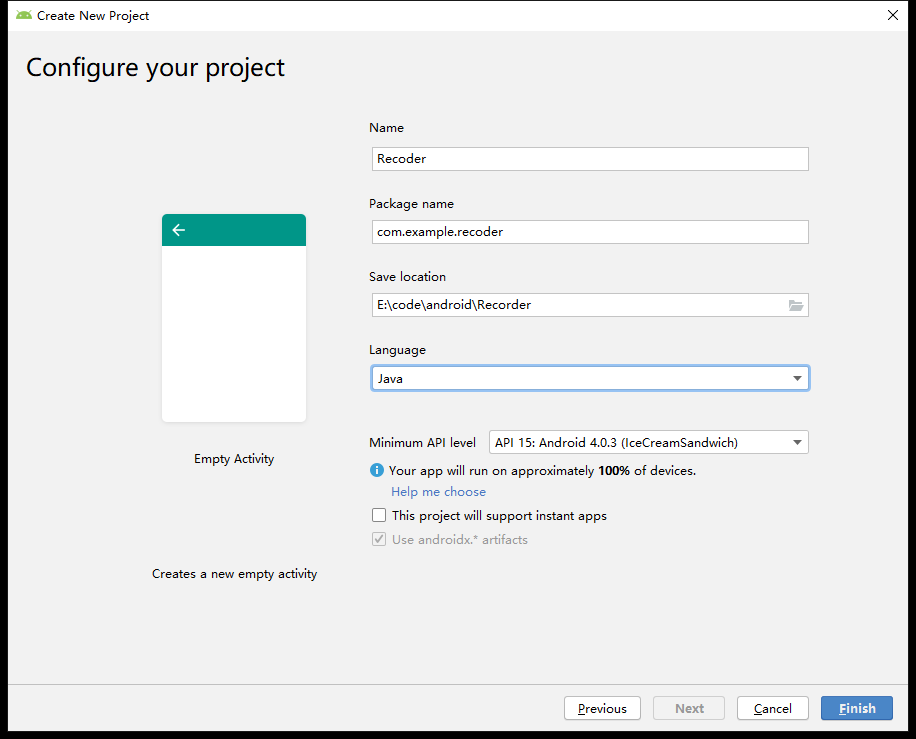 Create New Project
Configure your project
Name
Recoder
Package name
com.example.recoder
Save location
E:\code\android\Recorder
Language
Java
Minimum API level API 15: Android 4.0.3 (IceCreamSandwich)
Your app will run on approximately 100% of devices.
Help me choose
This project will support instant apps
Use androidx.* artifacts
Empty Activity
Creates a new empty activity
Previous Next Cancel Finish